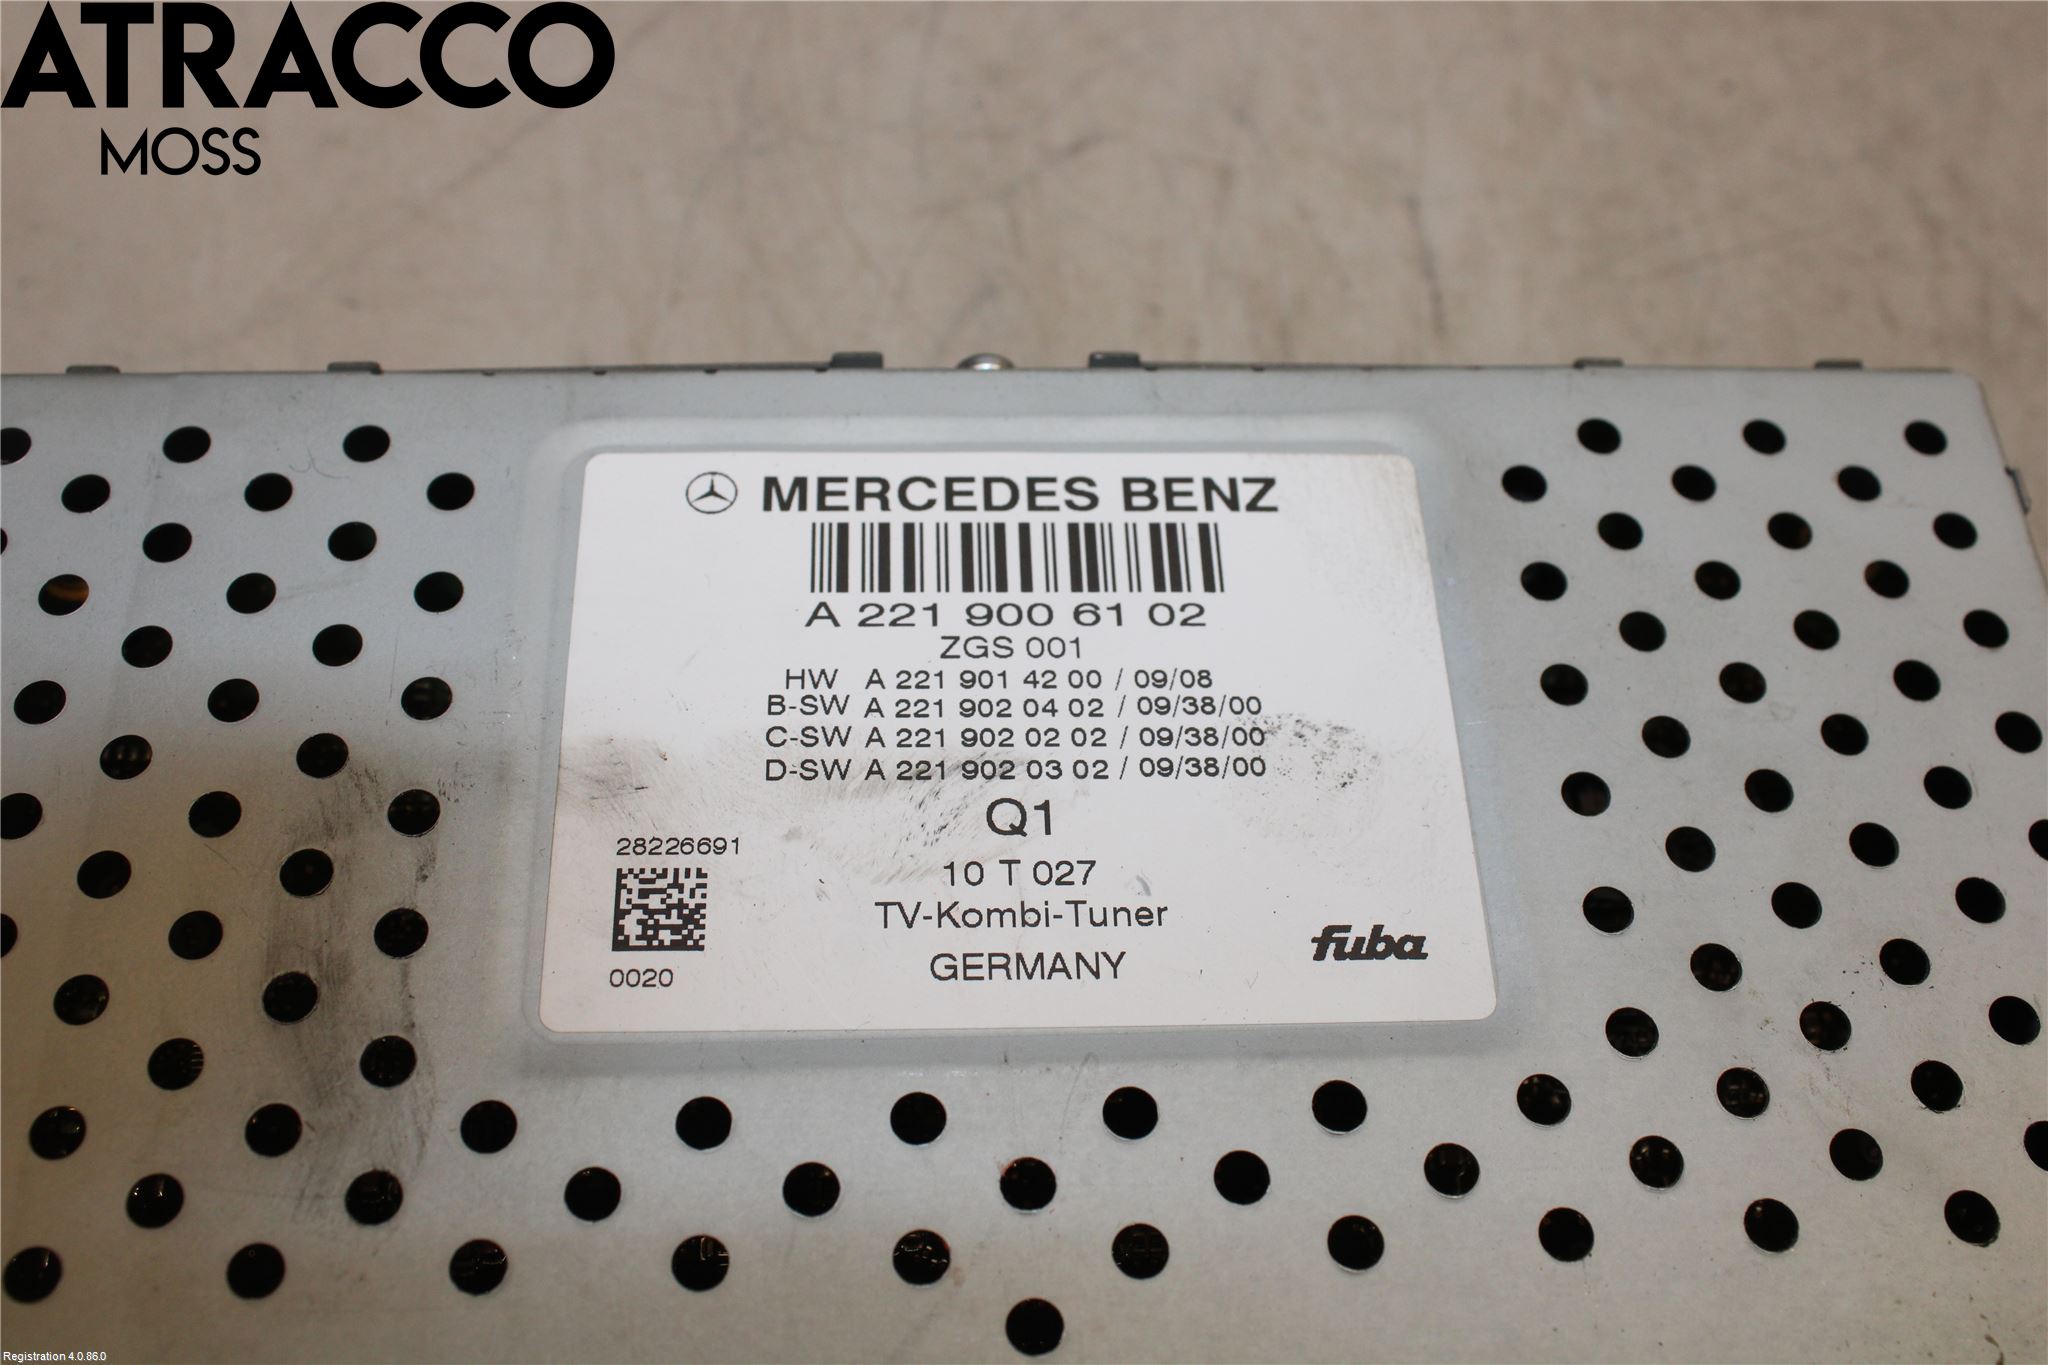 ATRACCO
MOSS
MERCEDES BENZ
A 221 900 61 02
ZGS 001
HW A 221 901 42 00 / 09/08
B-SW A 221 902 04 02 / 09/38/00
C-SW A 221 902 02 02 / 09/38/00
D-SW A 221 902 03 02 / 09/38/00
Q1
28226691
10 T 027
TV-Kombi-Tuner
fuba
GERMANY
0020
Registration 4.0.86.0